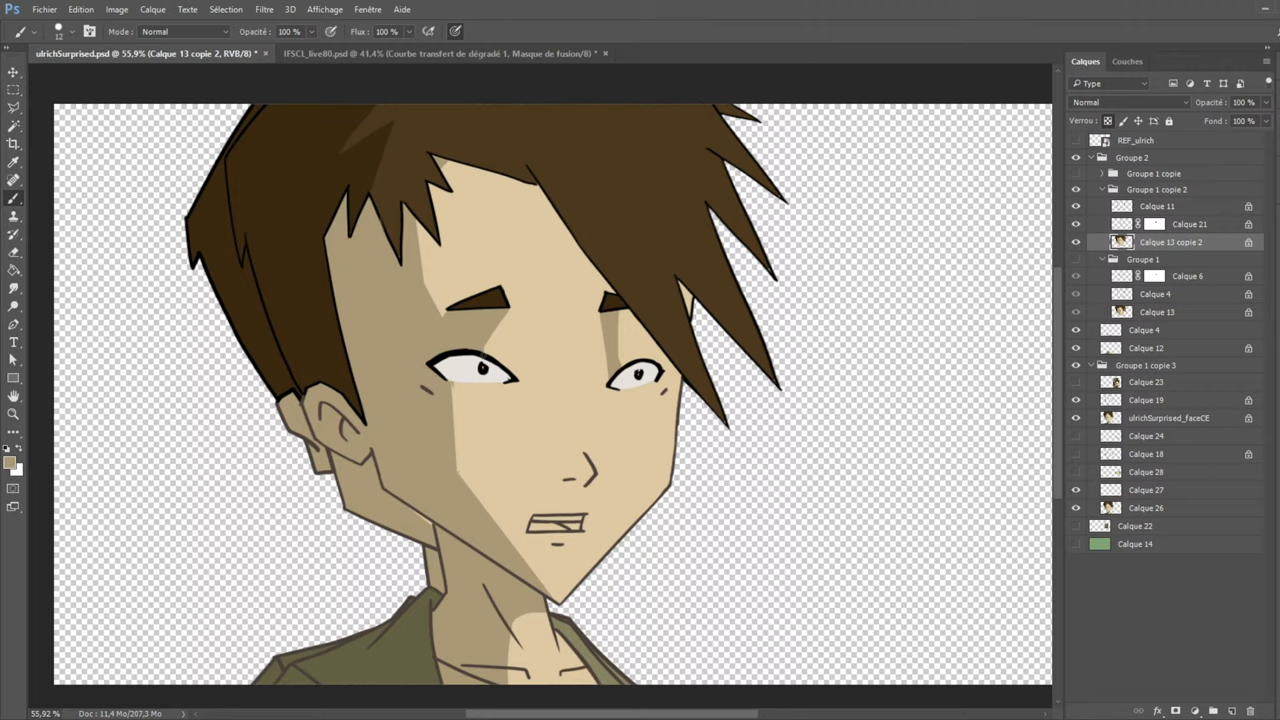 Ps Fichier Edition Image Calque Texte Sélection Filtre 3D Affichage Fenêtre Aide
12 Mode : Normal Opacité : 100 % Flux : 100 %
ulrichSurprised.psd @ 55,9% (Calque 13 copie 2, RVB/8) * × IFSCL_live80.psd @ 41,4% (Courbe transfert de dégradé 1, Masque de fusion/8) * ×
Calques Couches
Type
Normal Opacité : 100 %
Verrou : Fond : 100 %
REF_ulrich
Groupe 2
Groupe 1 copie
Groupe 1 copie 2
Calque 11
Calque 21
Calque 13 copie 2
Groupe 1
Calque 6
Calque 4
Calque 13
Calque 4
Calque 12
Groupe 1 copie 3
Calque 23
Calque 19
ulrichSurprised_faceCE
Calque 24
Calque 18
Calque 28
Calque 27
Calque 26
Calque 22
Calque 14
55,92 % Doc : 11,4 Mo/207,3 Mo